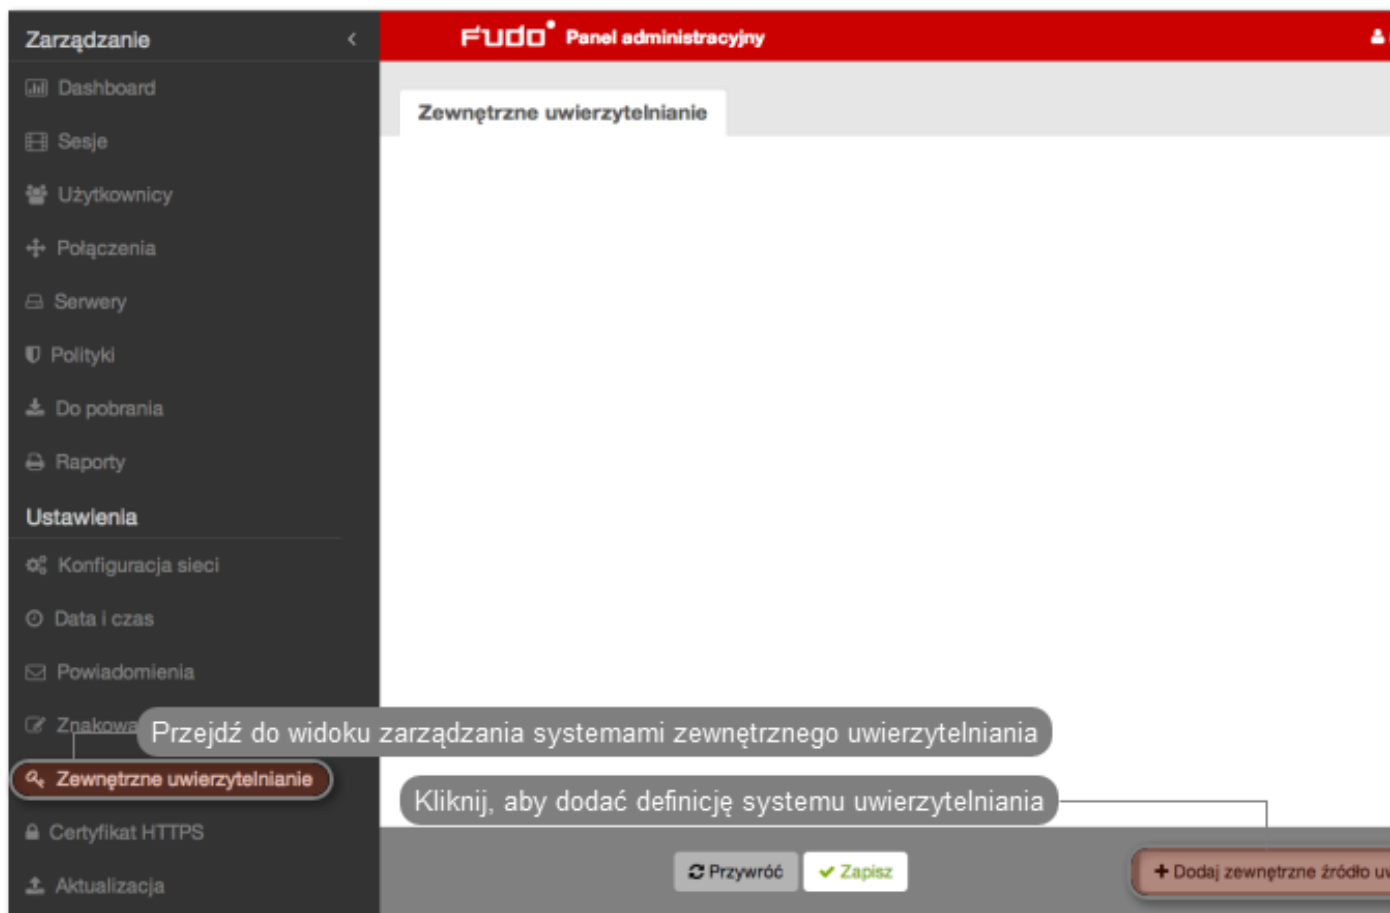 Zarządzanie
Fudo Panel administracyjny
Dashboard
Zewnętrzne uwierzytelnianie
Sesje
Użytkownicy
Połączenia
Serwery
Polityki
Do pobrania
Raporty
Ustawienia
Konfiguracja sieci
Data i czas
Powiadomienia
Przejdź do widoku zarządzania systemami zewnętrznego uwierzytelniania
Zewnętrzne uwierzytelnianie
Kliknij, aby dodać definicję systemu uwierzytelniania
Certyfikat HTTPS
Przywróć
Zapisz
+ Dodaj zewnętrzne źródło
Aktualizacja